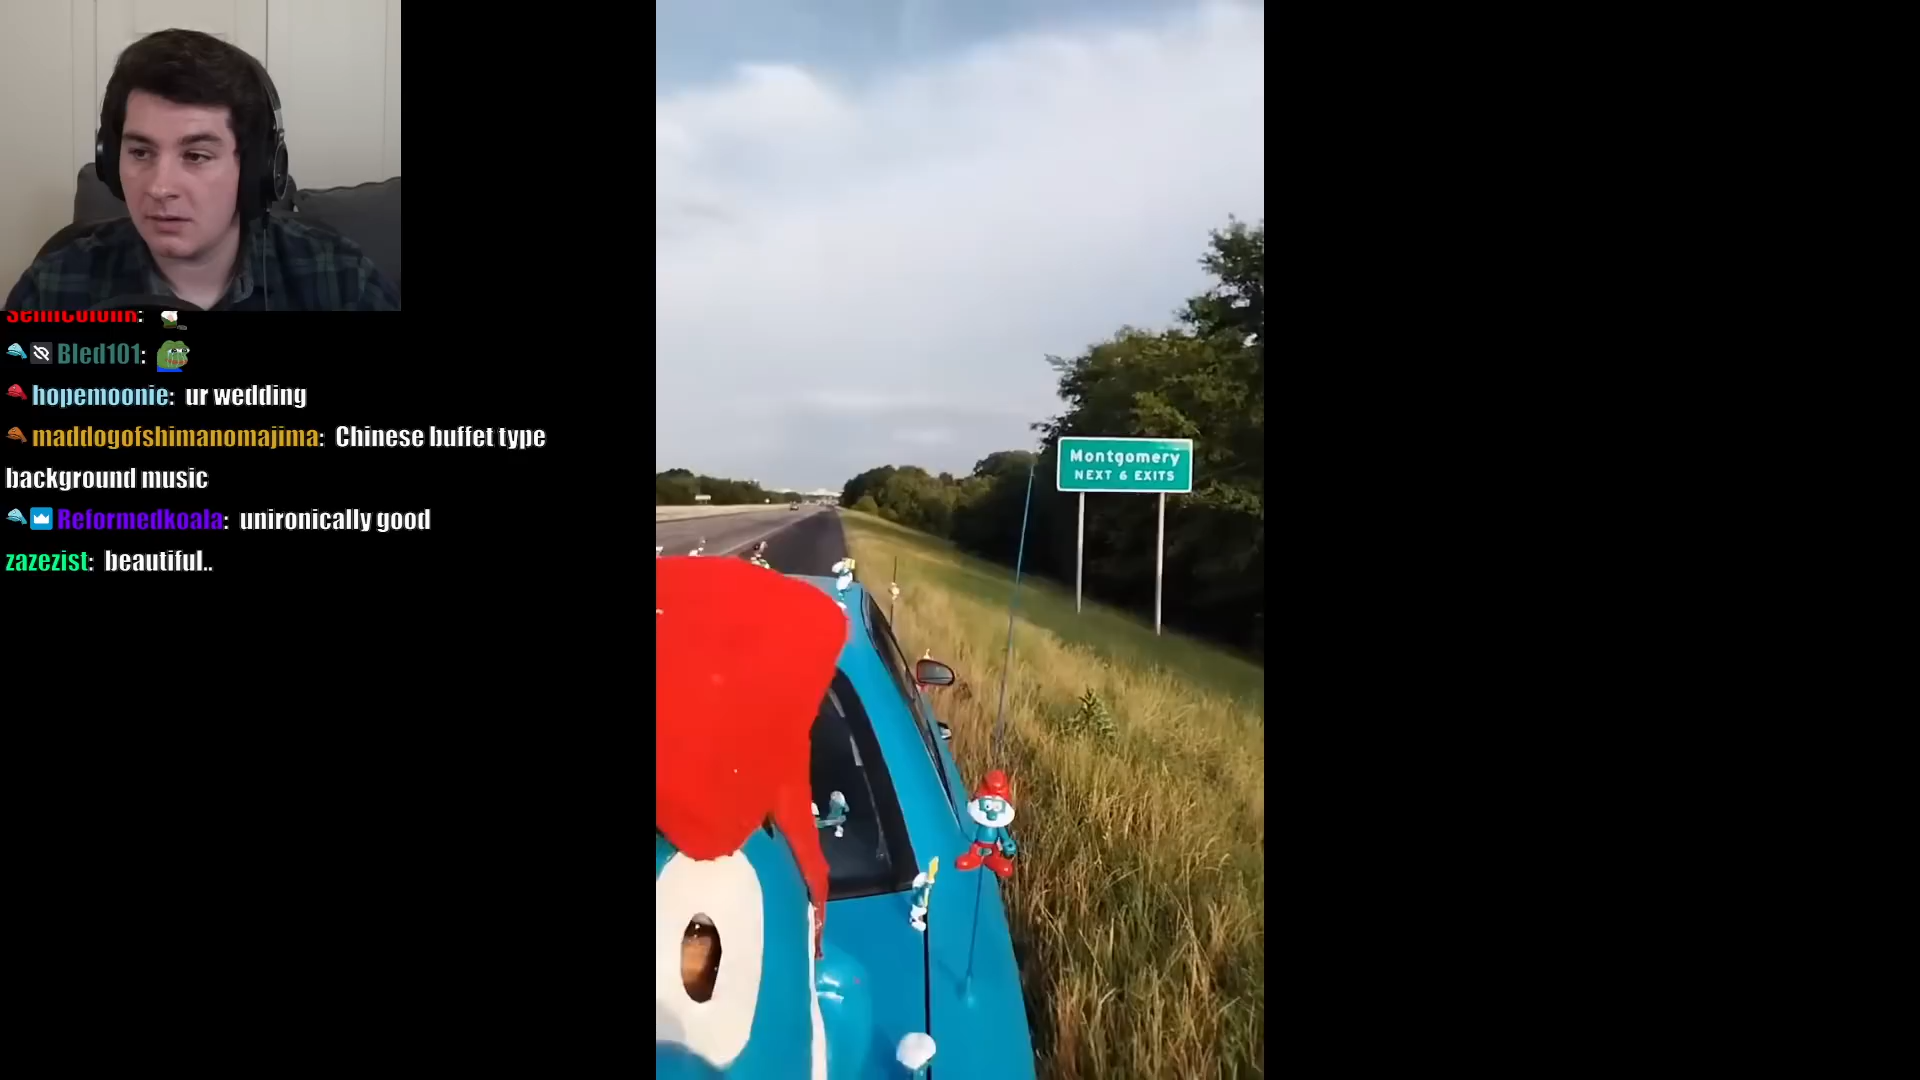 Bled101:
hopemoonie: ur wedding
maddogofshimanomajima: Chinese buffet type
background music
Reformedkoala: unironically good
zazezist: beautiful..
Montgomery
NEXT 6 EXITS